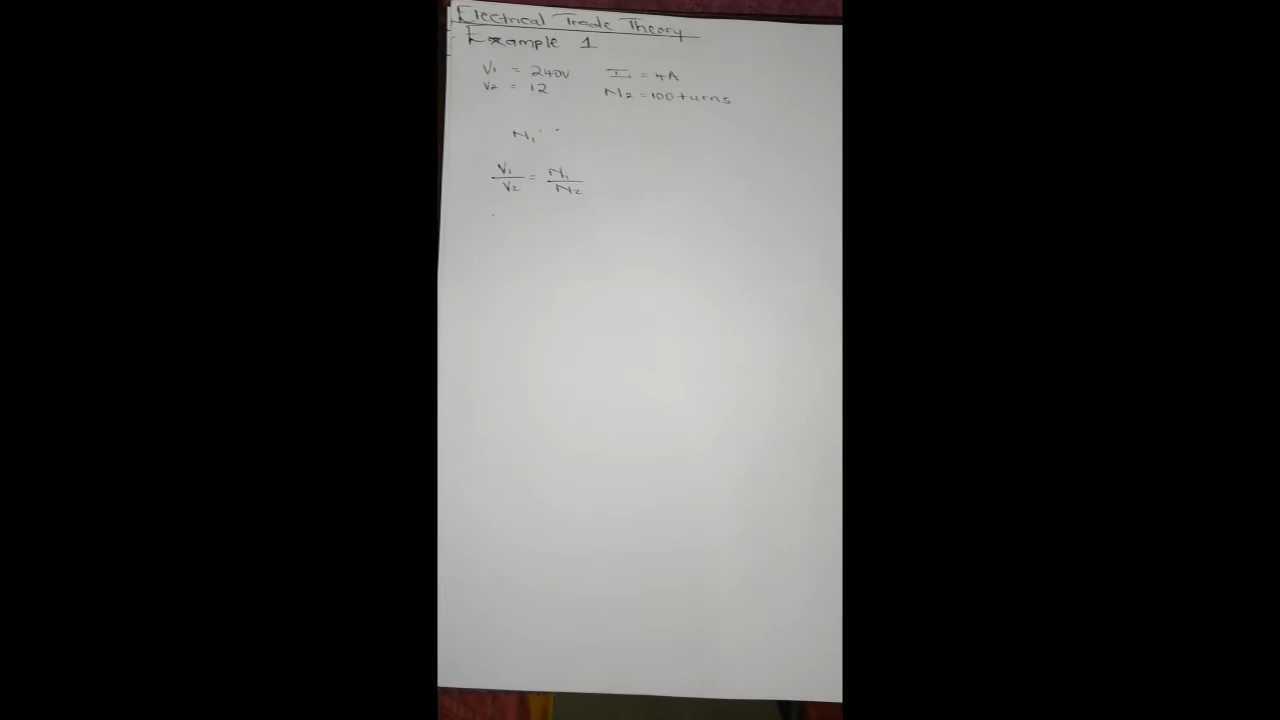 Electrical Trade Theory
Example 1
V1 = 240V I1 = 4A
V2 = 12 N2 = 100 turns
N1
V1 = N1
V2 N2